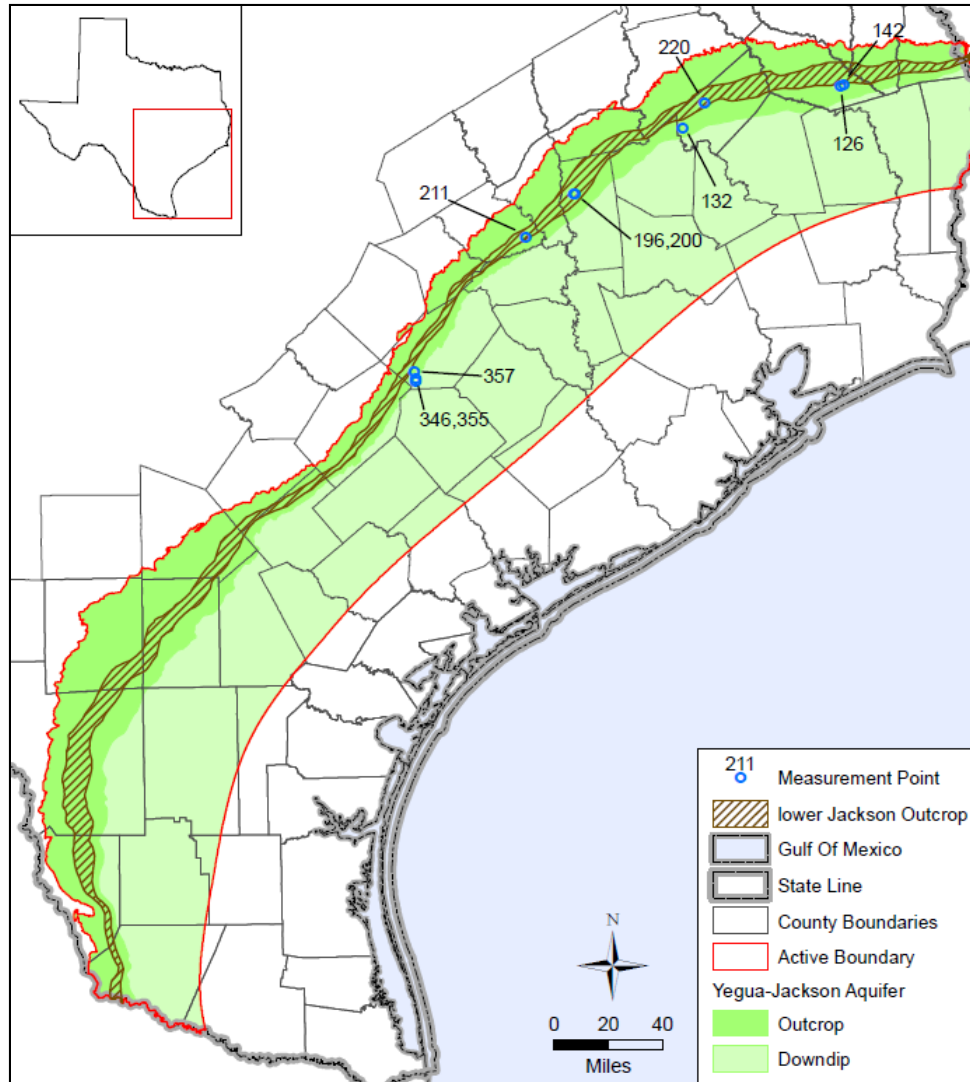 142
220
126
132
211
196,200
357
346,355
211
Measurement Point
lower Jackson Outcrop
Gulf Of Mexico
State Line
County Boundaries
Active Boundary
Yegua-Jackson Aquifer
Outcrop
Downdip
N
0 20 40
Miles